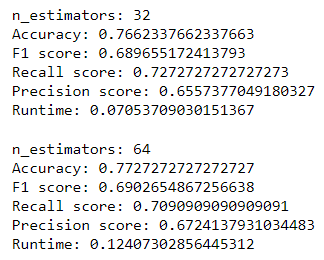 n_estimators: 32
Accuracy: 0.7662337662337663
F1 score: 0.689655172413793
Recall score: 0.7272727272727273
Precision score: 0.6557377049180327
Runtime: 0.07053709030151367

n_estimators: 64
Accuracy: 0.7727272727272727
F1 score: 0.6902654867256638
Recall score: 0.7090909090909091
Precision score: 0.6724137931034483
Runtime: 0.12407302856445312